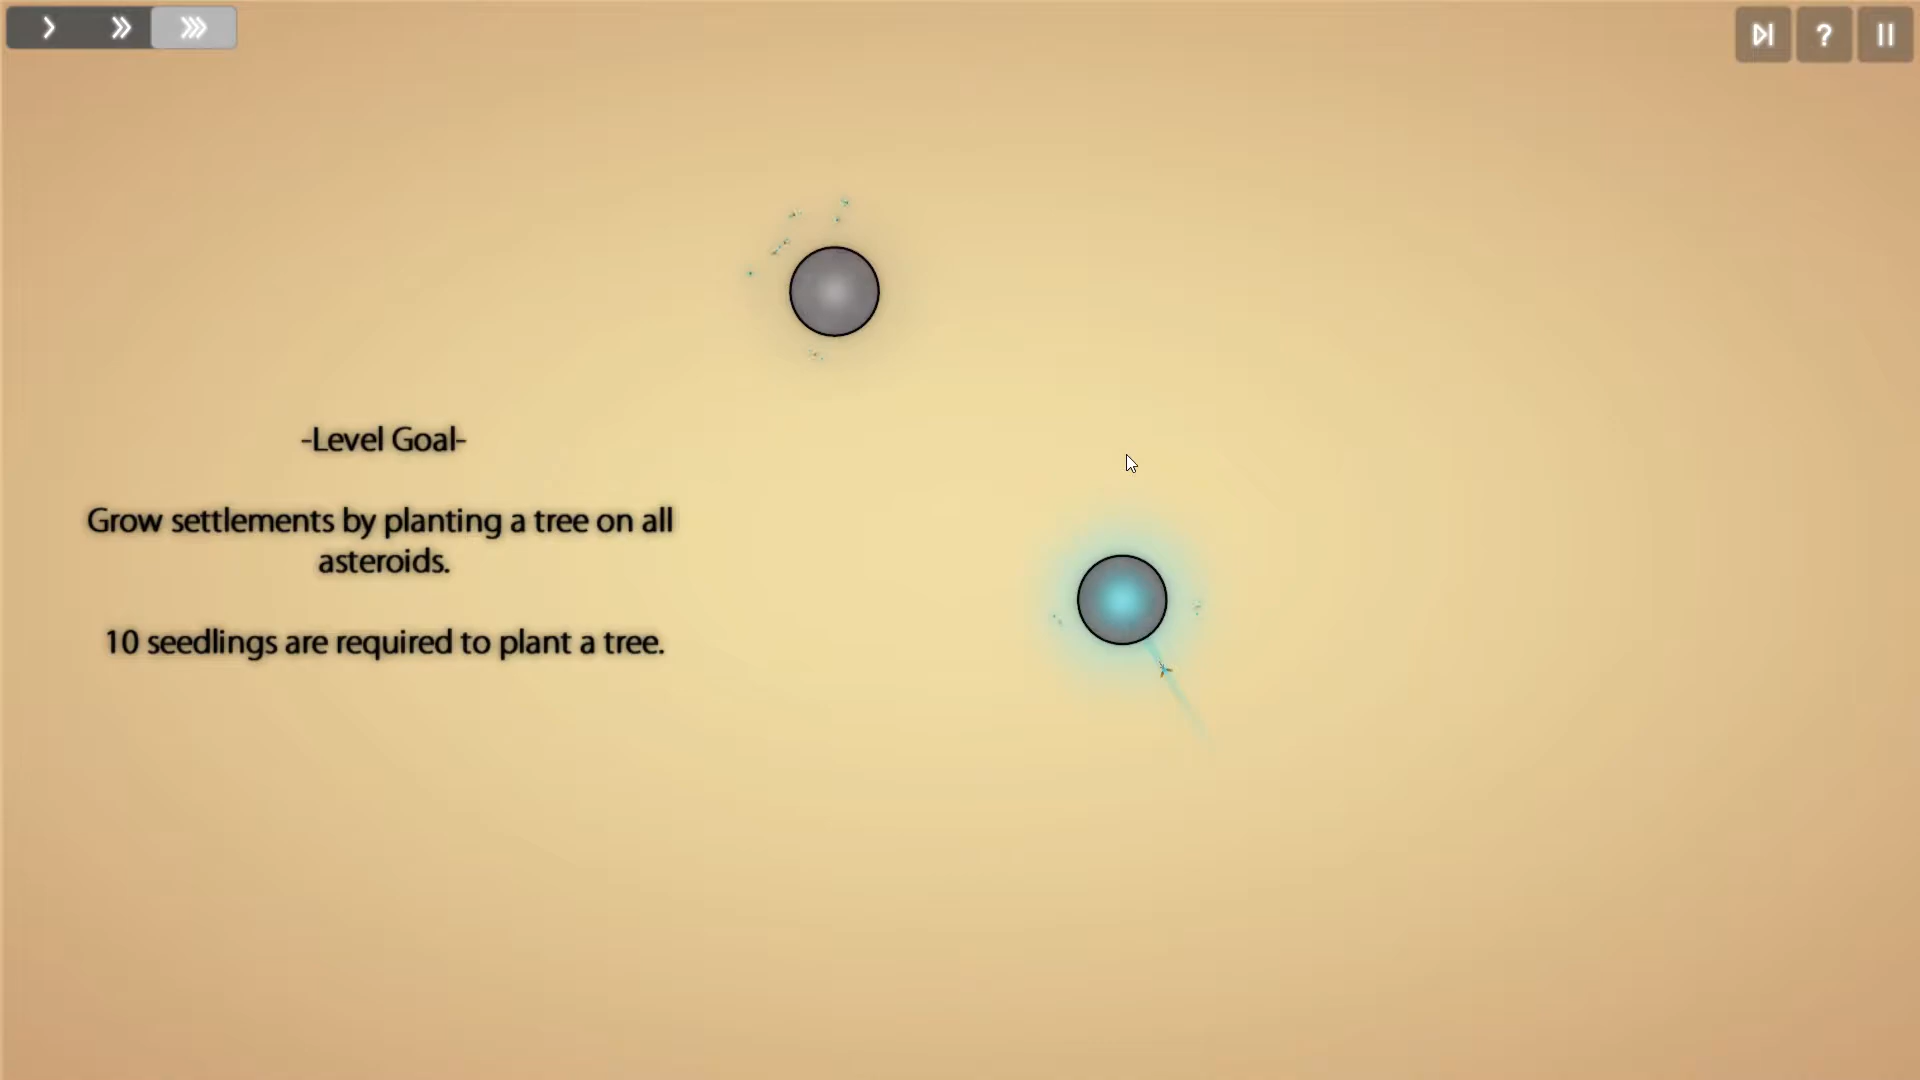 ?
-Level Goal-
Grow settlements by planting a tree on all
asteroids.
10 seedlings are required to plant a tree.